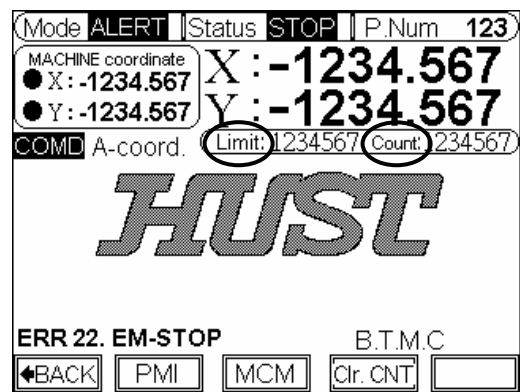 Mode ALERT Status STOP P.Num 123
MACHINE coordinate
X: -1234.567
Y: -1234.567
X :-1234.567
Y :-1234.567
COMD A-coord. Limit: 1234567 Count: 234567
HUST
ERR 22. EM-STOP B.T.M.C
BACK PMI MCM Clr. CNT